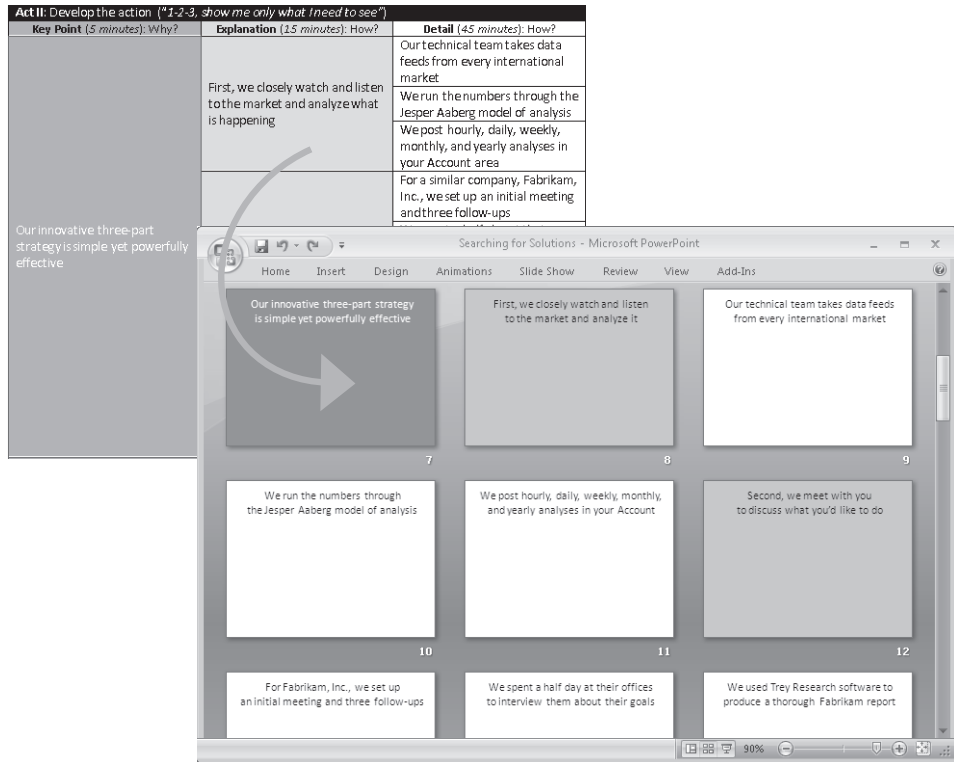 Act II: Develop the action ("1-2-3, show me only what I need to see")
Key Point (5 minutes): Why?
Explanation (15 minutes): How?
Detail (45 minutes): How?
Our innovative three-part
strategy is simple yet powerfully
effective
First, we closely watch and listen
to the market and analyze what
is happening
Our technical team takes data
feeds from every international
market
We run the numbers through the
Jesper Aaberg model of analysis
We post hourly, daily, weekly,
monthly, and yearly analyses in
your Account area
For a similar company, Fabrikam,
Inc., we set up an initial meeting
and three follow-ups
Searching for Solutions - Microsoft PowerPoint
Home Insert Design Animations Slide Show Review View Add-Ins
Our innovative three-part strategy
is simple yet powerfully effective
7
First, we closely watch and listen
to the market and analyze it
8
Our technical team takes data feeds
from every international market
9
We run the numbers through
the Jesper Aaberg model of analysis
10
We post hourly, daily, weekly, monthly,
and yearly analyses in your Account
11
Second, we meet with you
to discuss what you'd like to do
12
For Fabrikam, Inc., we set up
an initial meeting and three follow-ups
We spent a half day at their offices
to interview them about their goals
We used Trey Research software to
produce a thorough Fabrikam report
90%